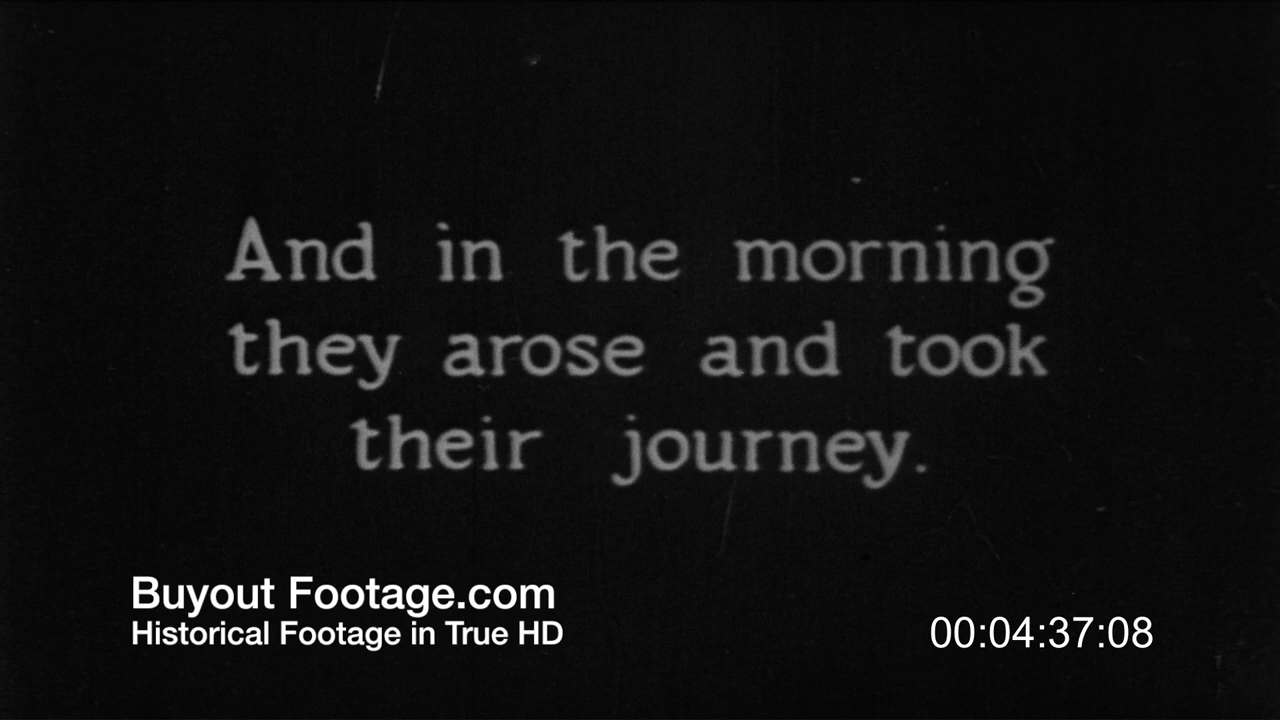 And in the morning
they arose and took
their journey.
Buyout Footage.com
Historical Footage in True HD
00:04:37:08